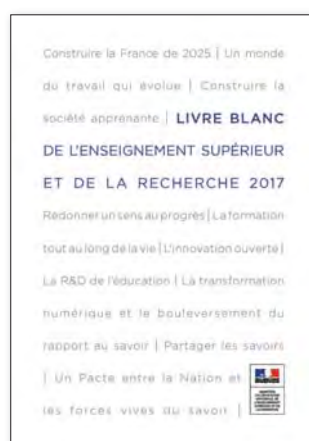 Construire la France de 2025 | Un monde
du travail qui évolue | Construire la
société apprenante | LIVRE BLANC
DE L'ENSEIGNEMENT SUPÉRIEUR
ET DE LA RECHERCHE 2017
Redonner un sens au progrès | La formation
tout au long de la vie | L'innovation ouverte |
La R&D de l'éducation | La transformation
numérique et le bouleversement du
rapport au savoir | Partager les savoirs
| Un Pacte entre la Nation et
les forces vives du savoir |